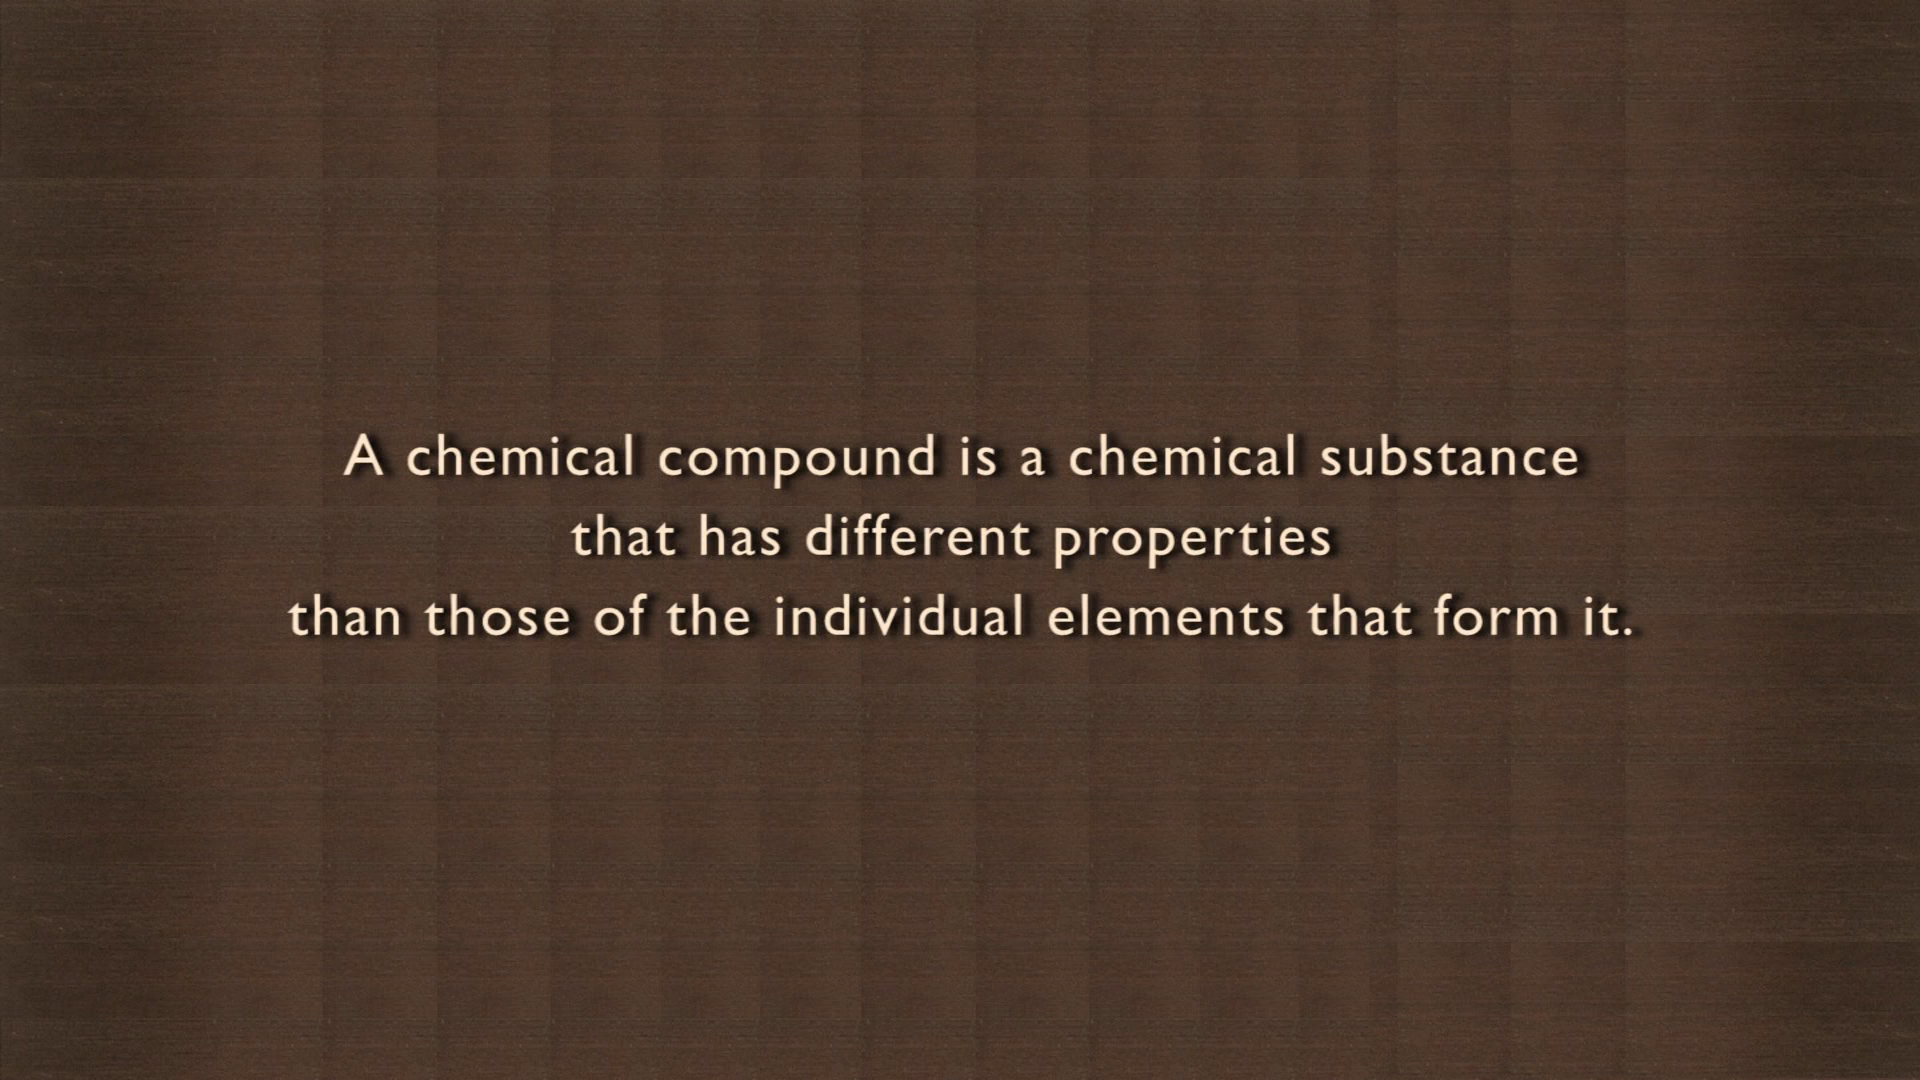 A chemical compound is a chemical substance
that has different properties
than those of the individual elements that form it.